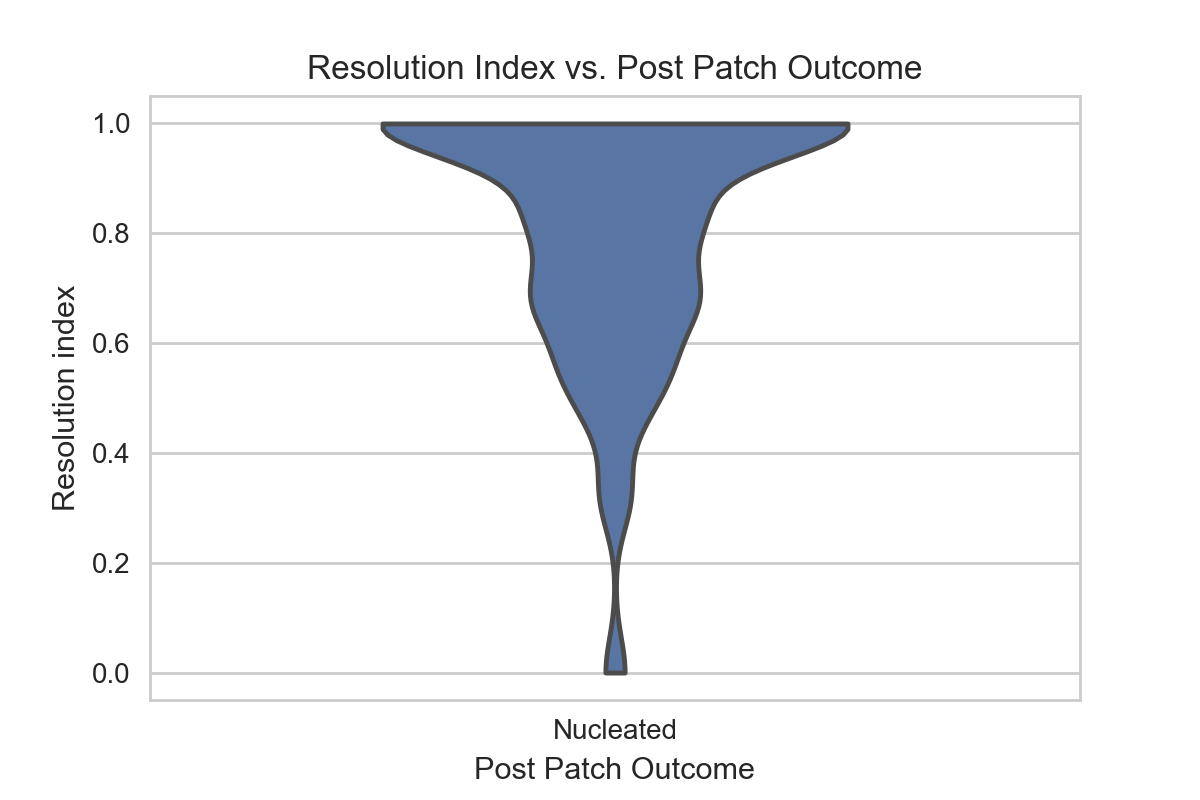 Resolution Index vs. Post Patch Outcome
1.0
0.8
0.6
0.4
0.2
0.0
Resolution index
Nucleated
Post Patch Outcome